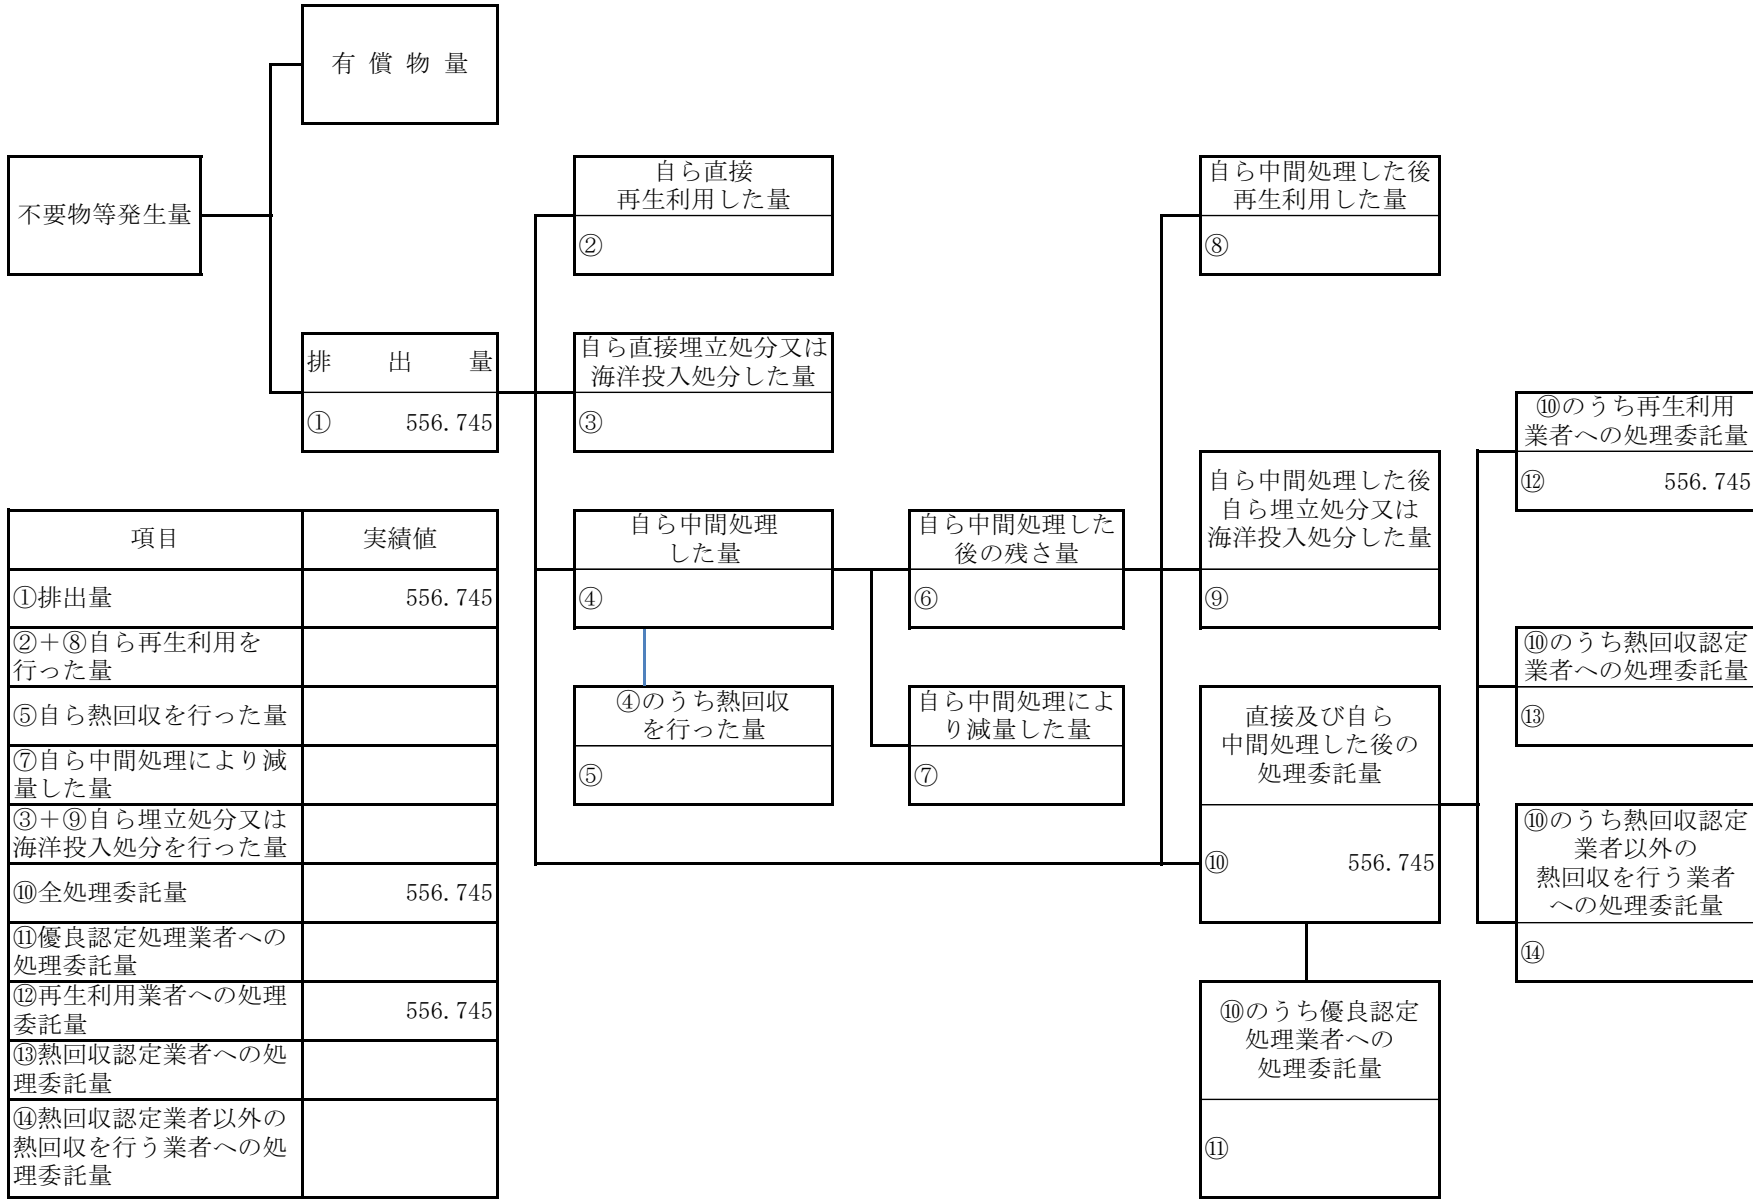 有償物量
不要物等発生量
排出量
① 556.745
自ら直接
再生利用した量
②
自ら直接埋立処分又は
海洋投入処分した量
③
自ら中間処理
した量
④
④のうち熱回収
を行った量
⑤
自ら中間処理した
後の残さ量
⑥
自ら中間処理によ
り減量した量
⑦
自ら中間処理した後
再生利用した量
⑧
自ら中間処理した後
自ら埋立処分又は
海洋投入処分した量
⑨
直接及び自ら
中間処理した後の
処理委託量
⑩ 556.745
⑩のうち優良認定
処理業者への
処理委託量
⑪
⑩のうち再生利用
業者への処理委託量
⑫ 556.745
⑩のうち熱回収認定
業者への処理委託量
⑬
⑩のうち熱回収認定
業者以外の
熱回収を行う業者
への処理委託量
⑭
項目 実績値
①排出量 556.745
②＋⑧自ら再生利用を
行った量
⑤自ら熱回収を行った量
⑦自ら中間処理により減
量した量
③＋⑨自ら埋立処分又は
海洋投入処分を行った量
⑩全処理委託量 556.745
⑪優良認定処理業者への
処理委託量
⑫再生利用業者への処理
委託量 556.745
⑬熱回収認定業者への処
理委託量
⑭熱回収認定業者以外の
熱回収を行う業者への処
理委託量